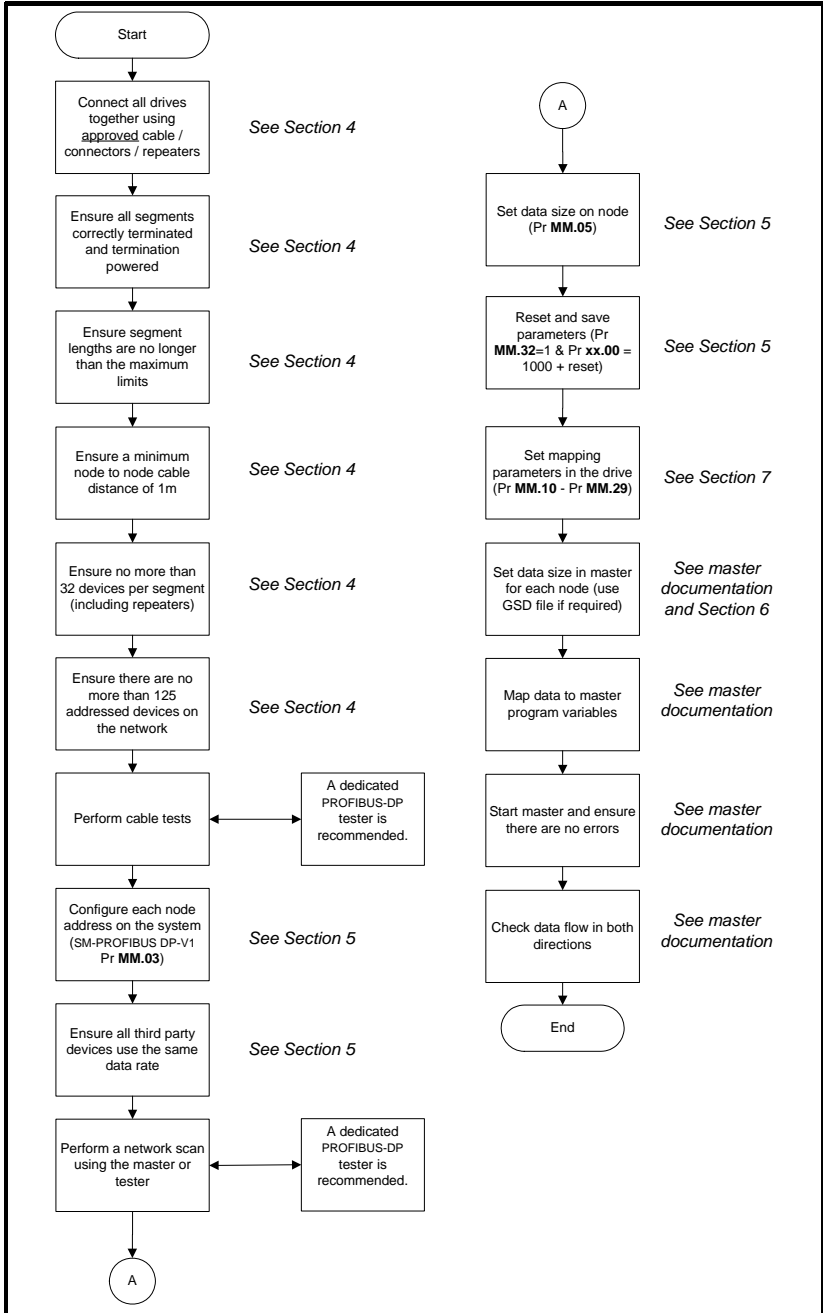 Start
Connect all drives
together using
approved cable /
connectors / repeaters
See Section 4
Ensure all segments
correctly terminated
and termination
powered
See Section 4
Ensure segment
lengths are no longer
than the maximum
limits
See Section 4
Ensure a minimum
node to node cable
distance of 1m
See Section 4
Ensure no more than
32 devices per segment
(including repeaters)
See Section 4
Ensure there are no
more than 125
addressed devices on
the network
See Section 4
Perform cable tests
A dedicated
PROFIBUS-DP
tester is
recommended.
Configure each node
address on the system
(SM-PROFIBUS DP-V1
Pr MM.03)
See Section 5
Ensure all third party
devices use the same
data rate
See Section 5
Perform a network scan
using the master or
tester
A dedicated
PROFIBUS-DP
tester is
recommended.
A
A
Set data size on node
(Pr MM.05)
See Section 5
Reset and save
parameters (Pr
MM.32=1 & Pr xx.00 =
1000 + reset)
See Section 5
Set mapping
parameters in the drive
(Pr MM.10 - Pr MM.29)
See Section 7
Set data size in master
for each node (use
GSD file if required)
See master
documentation
and Section 6
Map data to master
program variables
See master
documentation
Start master and ensure
there are no errors
See master
documentation
Check data flow in both
directions
See master
documentation
End